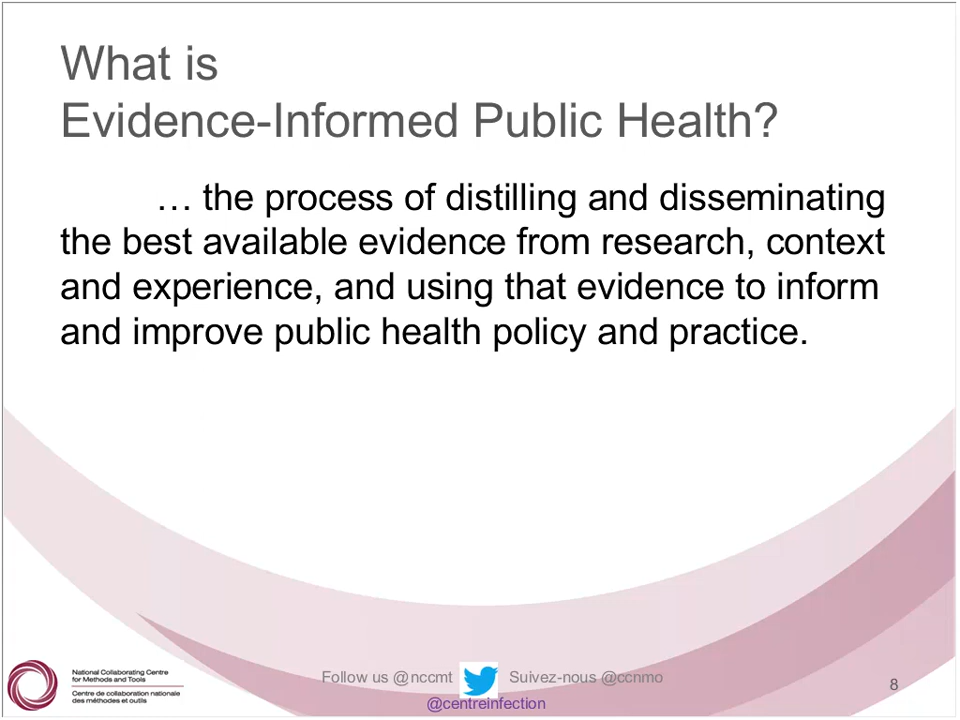 What is
Evidence-Informed Public Health?
… the process of distilling and disseminating
the best available evidence from research, context
and experience, and using that evidence to inform
and improve public health policy and practice.
National Collaborating Centre
for Methods and Tools
Centre de collaboration nationale
des méthodes et outils
Follow us @nccmt
Suivez-nous @ccnmo
@centreinfection
8